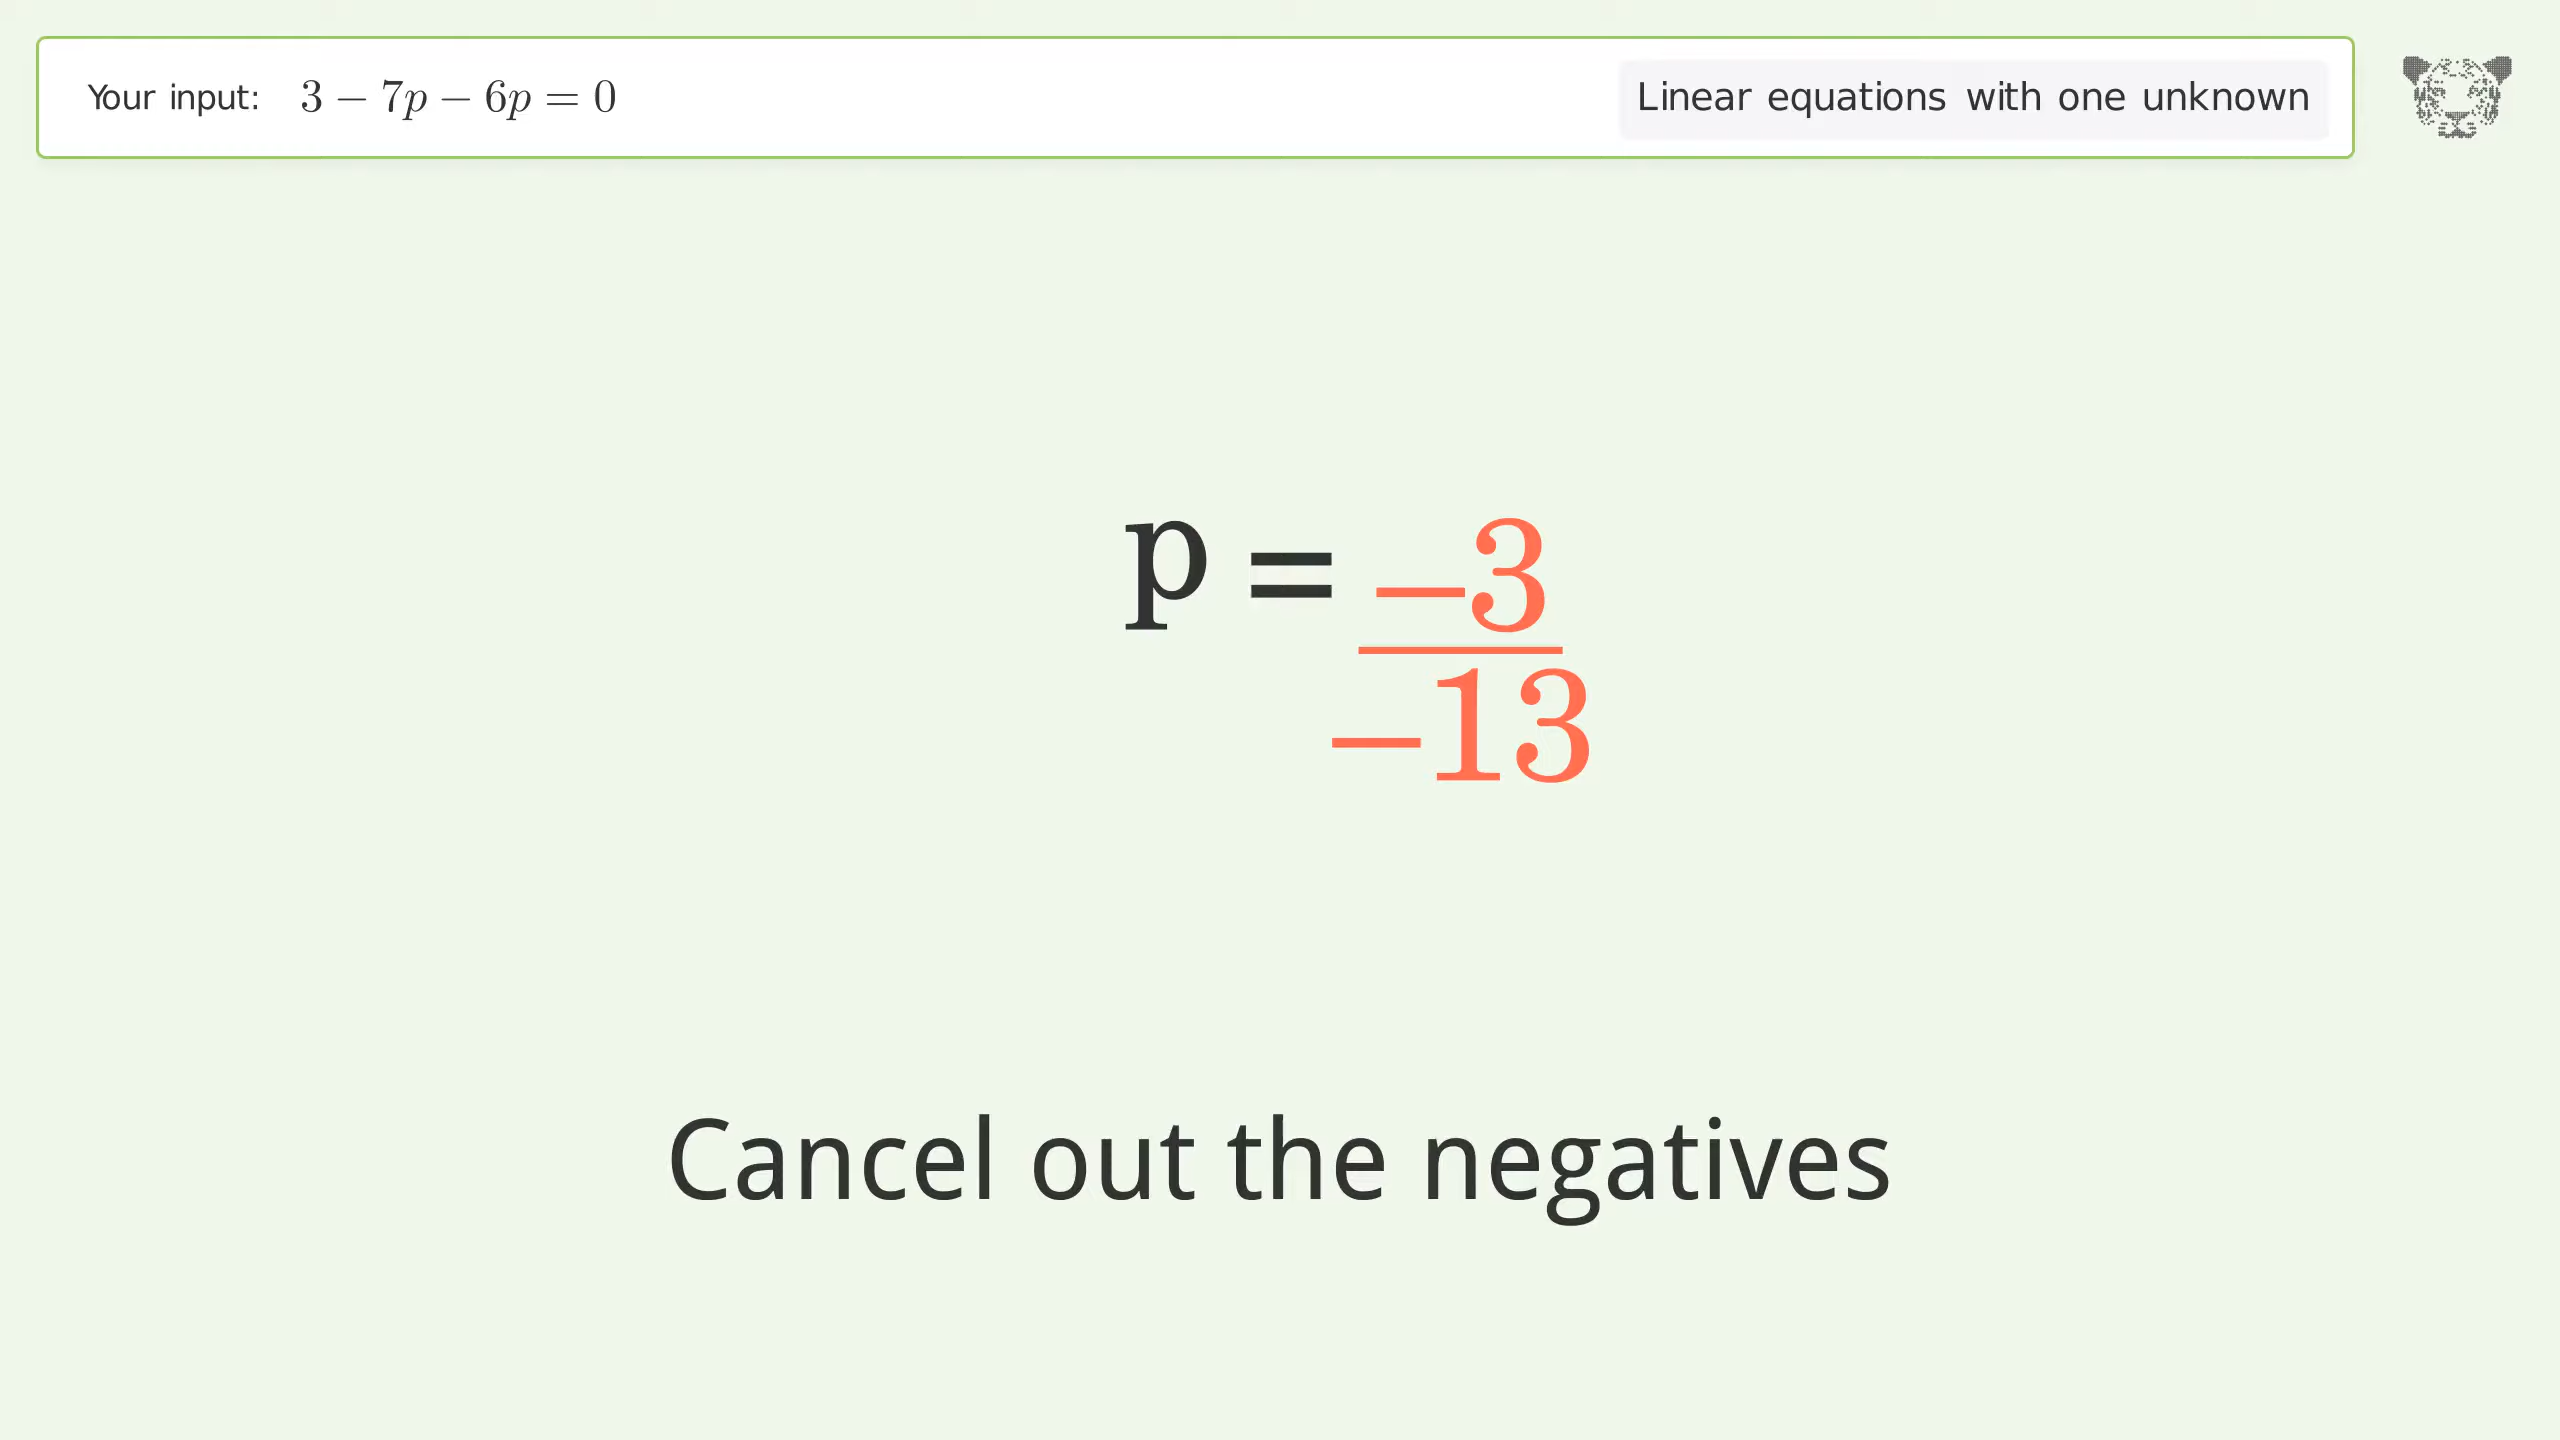 Your input: 3 − 7p − 6p = 0
Linear equations with one unknown
p = −3
−13
Cancel out the negatives